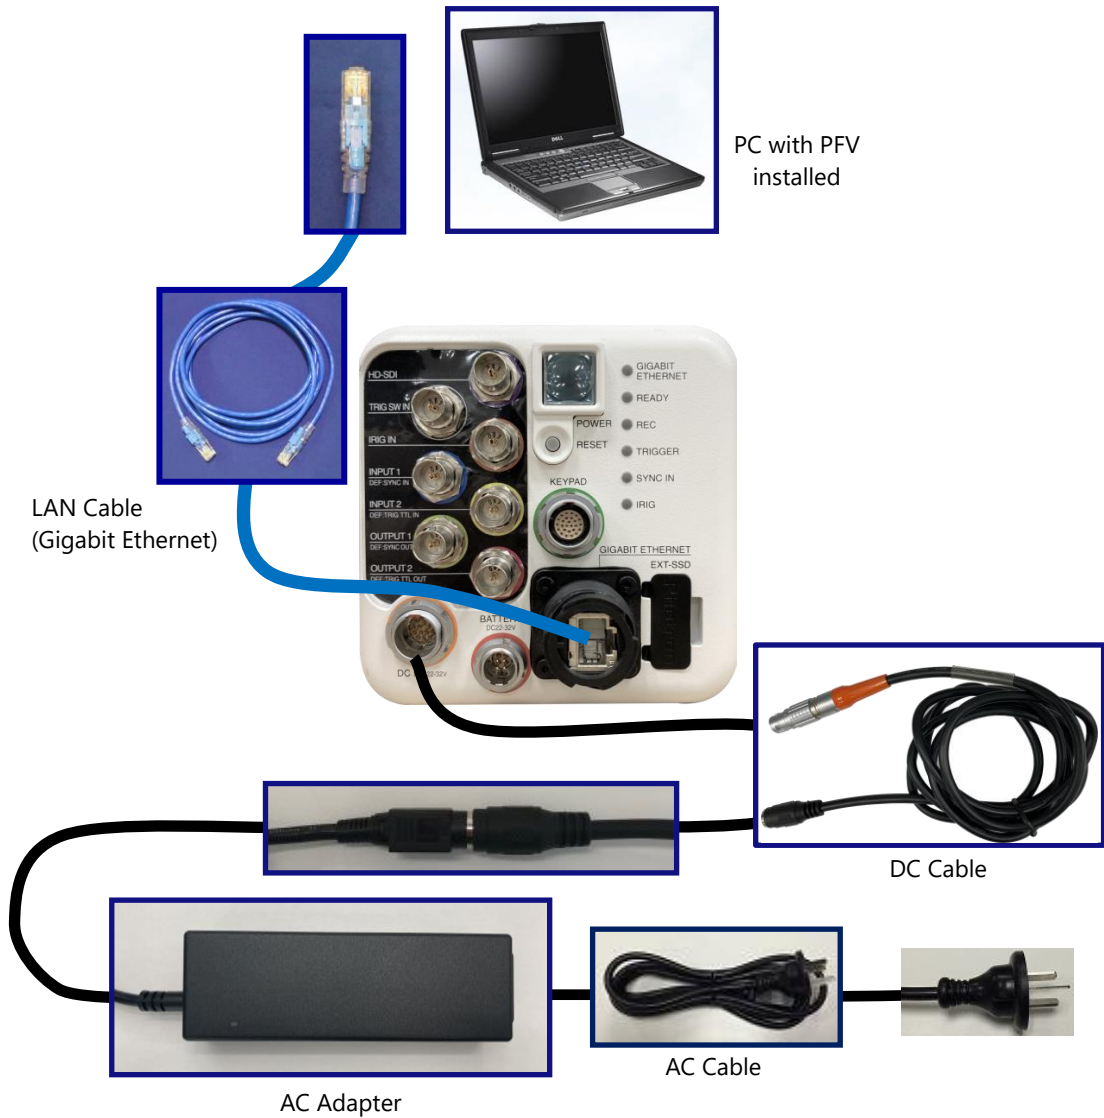 DELL
PC with PFV
installed
HD-SDI
TRIG SW IN
IRIG IN
INPUT 1
DEF:SYNC IN
INPUT 2
DEF:TRIG TTL IN
OUTPUT 1
DEF:SYNC OUT
OUTPUT 2
DEF:TRIG TTL OUT
POWER
RESET
KEYPAD
GIGABIT
ETHERNET
READY
REC
TRIGGER
SYNC IN
IRIG
GIGABIT ETHERNET
EXT-SSD
DC22-32V
DC
22-32V
LAN Cable
(Gigabit Ethernet)
DC Cable
AC Cable
AC Adapter